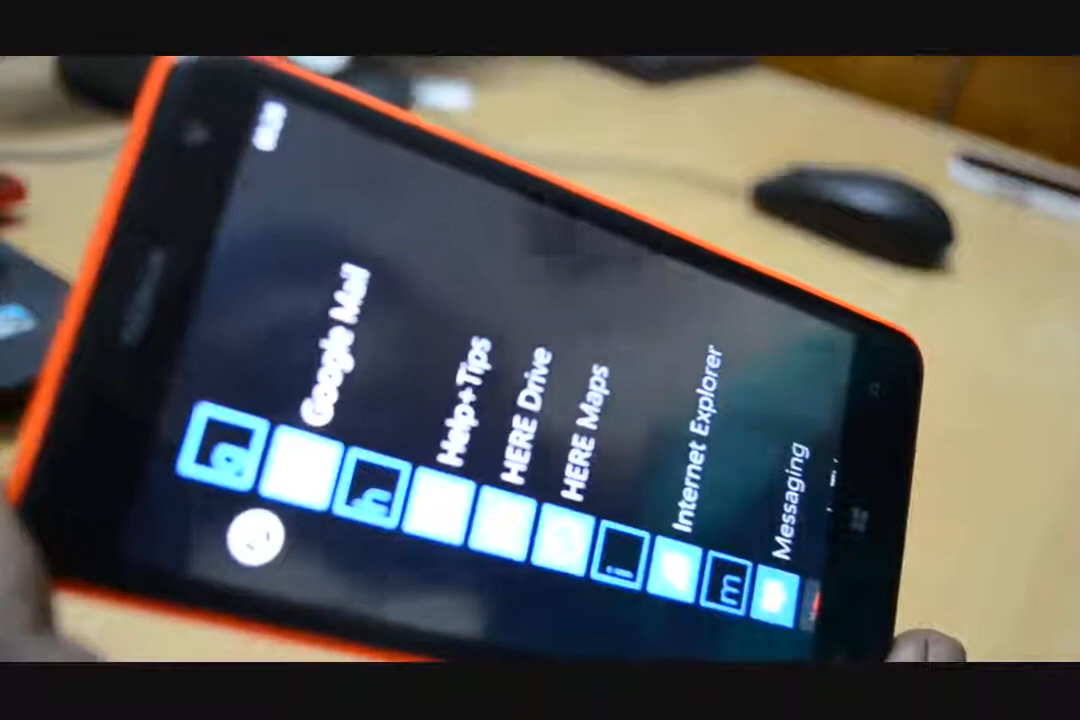 g
Google Mail
h
Help+Tips
HERE Drive
HERE Maps
i
Internet Explorer
m
Messaging